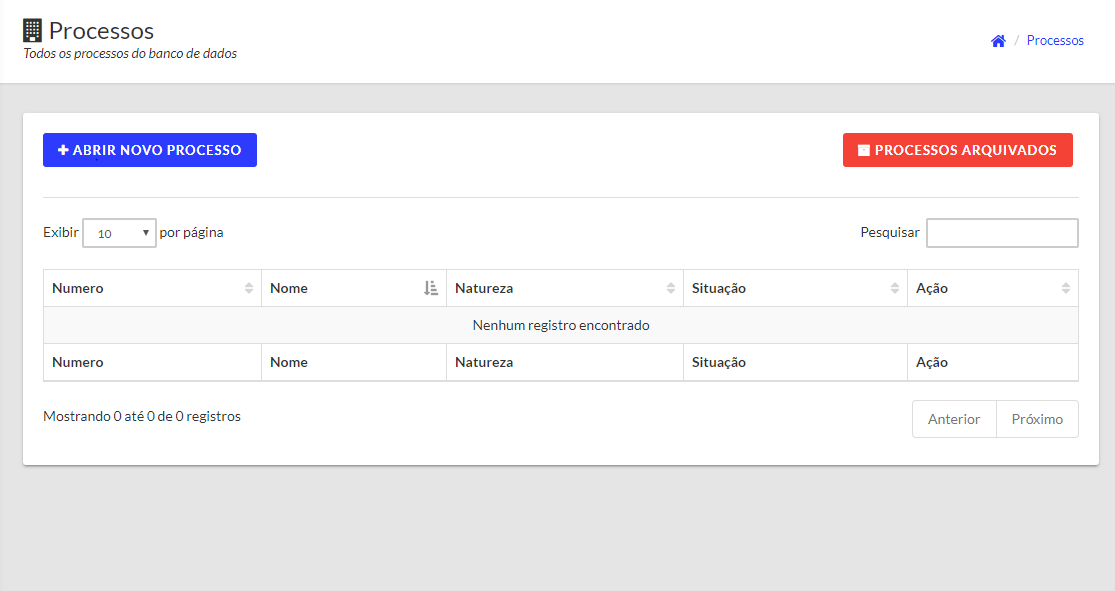 Processos
Todos os processos do banco de dados
/ Processos
ABRIR NOVO PROCESSO
PROCESSOS ARQUIVADOS
Exibir 10 por página
Pesquisar
Numero Nome Natureza Situação Ação
Nenhum registro encontrado
Numero Nome Natureza Situação Ação
Mostrando 0 até 0 de 0 registros
Anterior Próximo